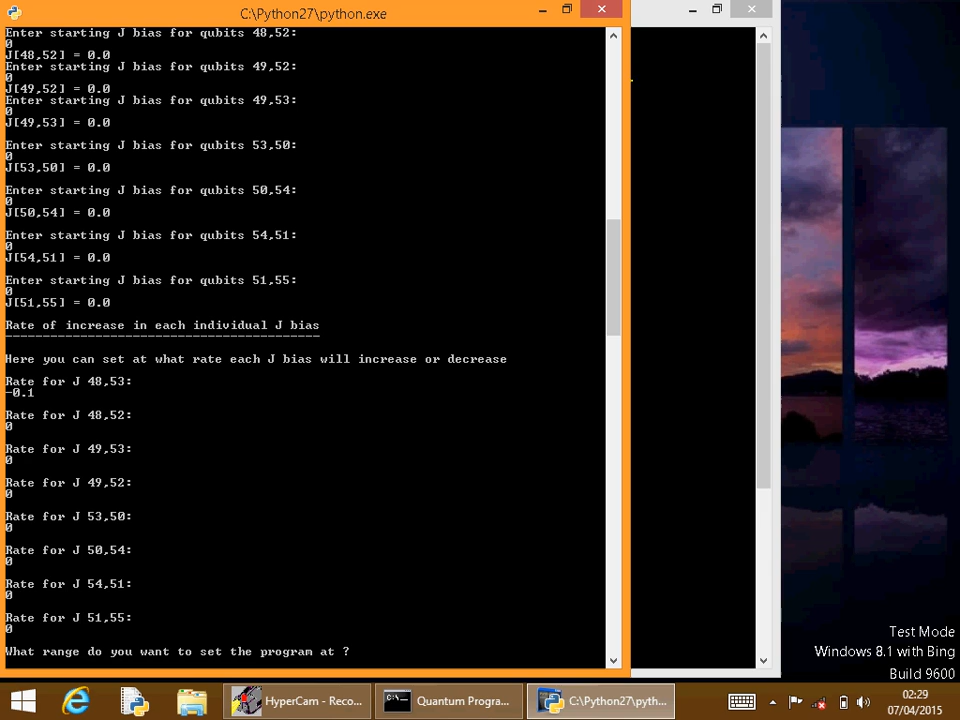 C:\Python27\python.exe
Enter starting J bias for qubits 48,52:
0
J[48,52] = 0.0
Enter starting J bias for qubits 49,52:
0
J[49,52] = 0.0
Enter starting J bias for qubits 49,53:
0
J[49,53] = 0.0
Enter starting J bias for qubits 53,50:
0
J[53,50] = 0.0
Enter starting J bias for qubits 50,54:
0
J[50,54] = 0.0
Enter starting J bias for qubits 54,51:
0
J[54,51] = 0.0
Enter starting J bias for qubits 51,55:
0
J[51,55] = 0.0
Rate of increase in each individual J bias
------------------------------------------
Here you can set at what rate each J bias will increase or decrease
Rate for J 48,53:
-0.1
Rate for J 48,52:
0
Rate for J 49,53:
0
Rate for J 49,52:
0
Rate for J 53,50:
0
Rate for J 50,54:
0
Rate for J 54,51:
0
Rate for J 51,55:
0
What range do you want to set the program at ?
Test Mode
Windows 8.1 with Bing
Build 9600
HyperCam - Reco...
Quantum Progra...
C:\Python27\pyth...
02:29
07/04/2015